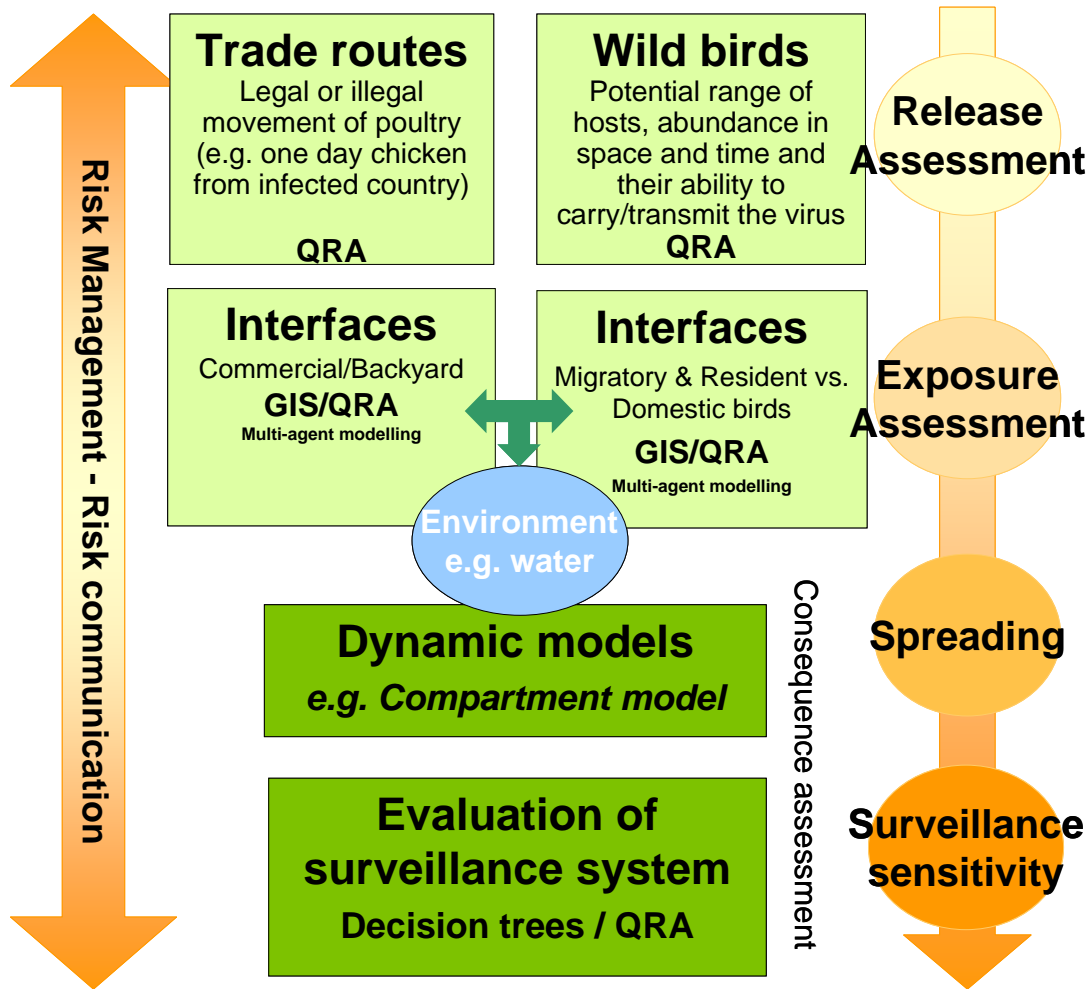 Risk Management - Risk communication
Trade routes
Legal or illegal
movement of poultry
(e.g. one day chicken
from infected country)
QRA
Wild birds
Potential range of
hosts, abundance in
space and time and
their ability to
carry/transmit the virus
QRA
Release
Assessment
Interfaces
Commercial/Backyard
GIS/QRA
Multi-agent modelling
Interfaces
Migratory & Resident vs.
Domestic birds
GIS/QRA
Multi-agent modelling
Exposure
Assessment
Environment
e.g. water
Dynamic models
e.g. Compartment model
Consequence assessment
Spreading
Evaluation of
surveillance system
Decision trees / QRA
Surveillance
sensitivity